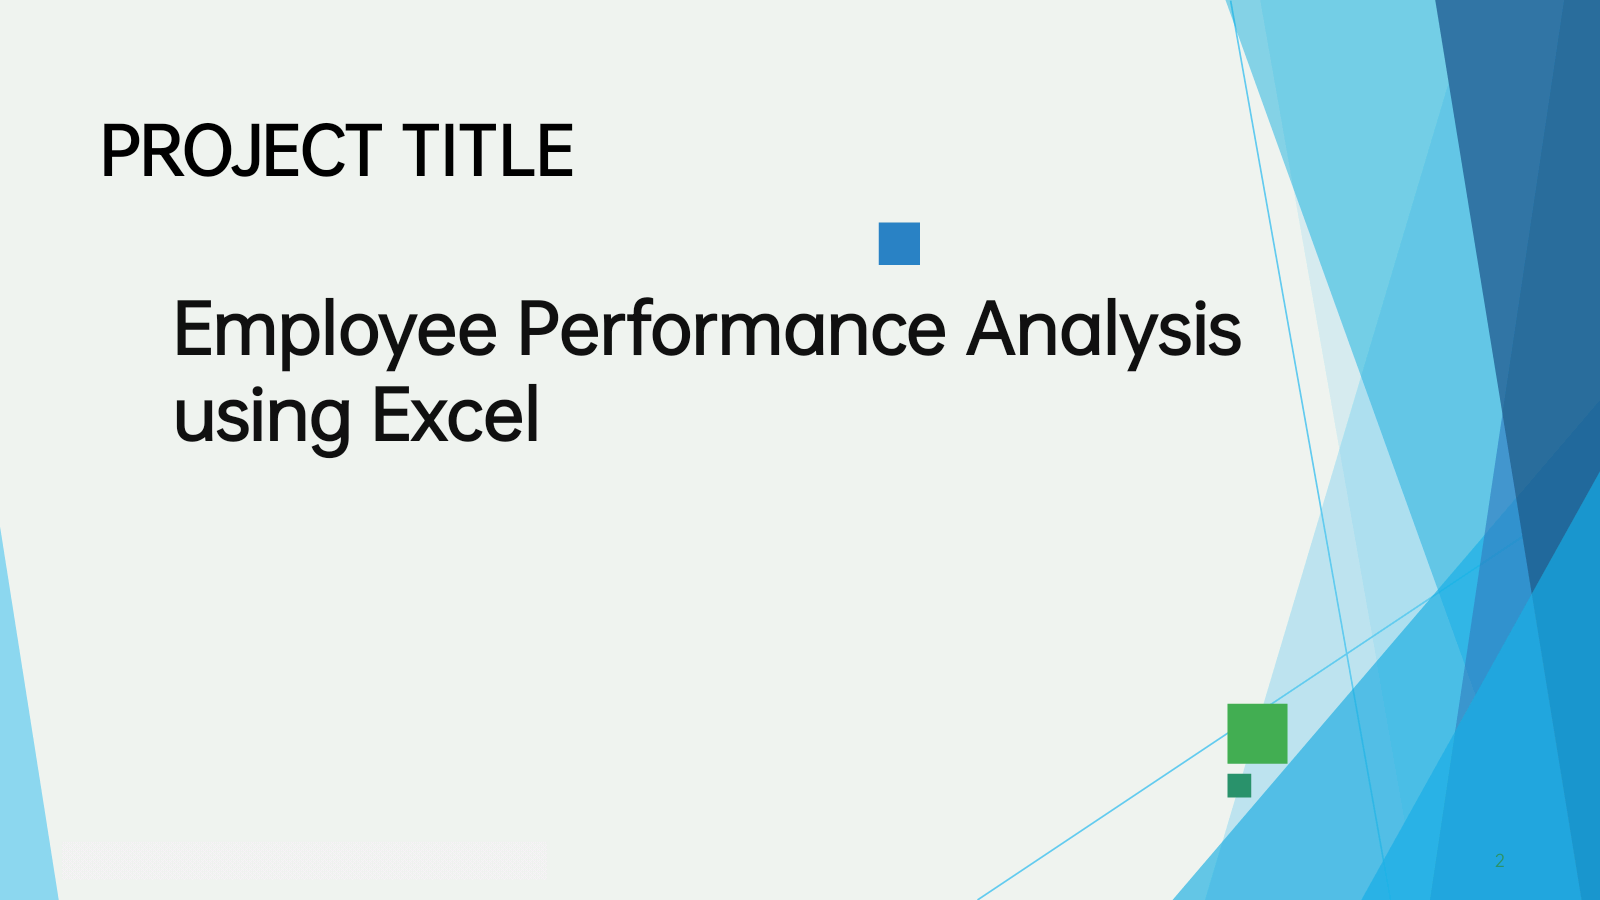 PROJECT TITLE
Employee Performance Analysis
using Excel
2